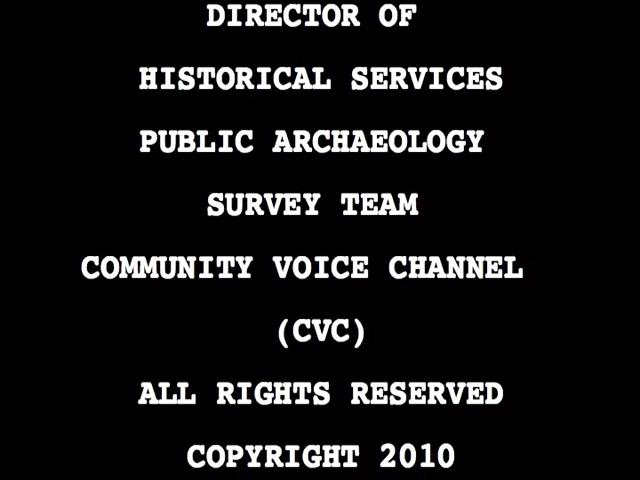 DIRECTOR OF
HISTORICAL SERVICES
PUBLIC ARCHAEOLOGY
SURVEY TEAM
COMMUNITY VOICE CHANNEL
(CVC)
ALL RIGHTS RESERVED
COPYRIGHT 2010